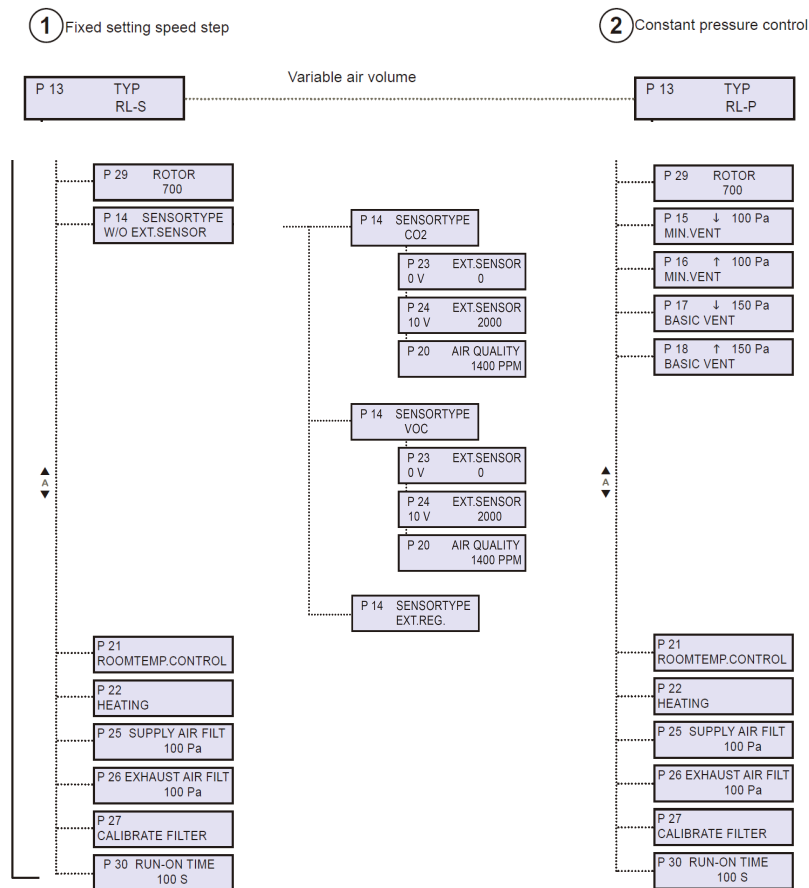 1 Fixed setting speed step
2 Constant pressure control
Variable air volume
P 13 TYP
RL-S
P 13 TYP
RL-P
P 29 ROTOR
700
P 14 SENSORTYPE
W/O EXT.SENSOR
A
P 21
ROOMTEMP.CONTROL
P 22
HEATING
P 25 SUPPLY AIR FILT
100 Pa
P 26 EXHAUST AIR FILT
100 Pa
P 27
CALIBRATE FILTER
P 30 RUN-ON TIME
100 S
P 14 SENSORTYPE
CO2
P 23 EXT.SENSOR
0 V 0
P 24 EXT.SENSOR
10 V 2000
P 20 AIR QUALITY
1400 PPM
P 14 SENSORTYPE
VOC
P 23 EXT.SENSOR
0 V 0
P 24 EXT.SENSOR
10 V 2000
P 20 AIR QUALITY
1400 PPM
P 14 SENSORTYPE
EXT.REG.
P 29 ROTOR
700
P 15 ↓ 100 Pa
MIN.VENT
P 16 ↑ 100 Pa
MIN.VENT
P 17 ↓ 150 Pa
BASIC VENT
P 18 ↑ 150 Pa
BASIC VENT
A
P 21
ROOMTEMP.CONTROL
P 22
HEATING
P 25 SUPPLY AIR FILT
100 Pa
P 26 EXHAUST AIR FILT
100 Pa
P 27
CALIBRATE FILTER
P 30 RUN-ON TIME
100 S